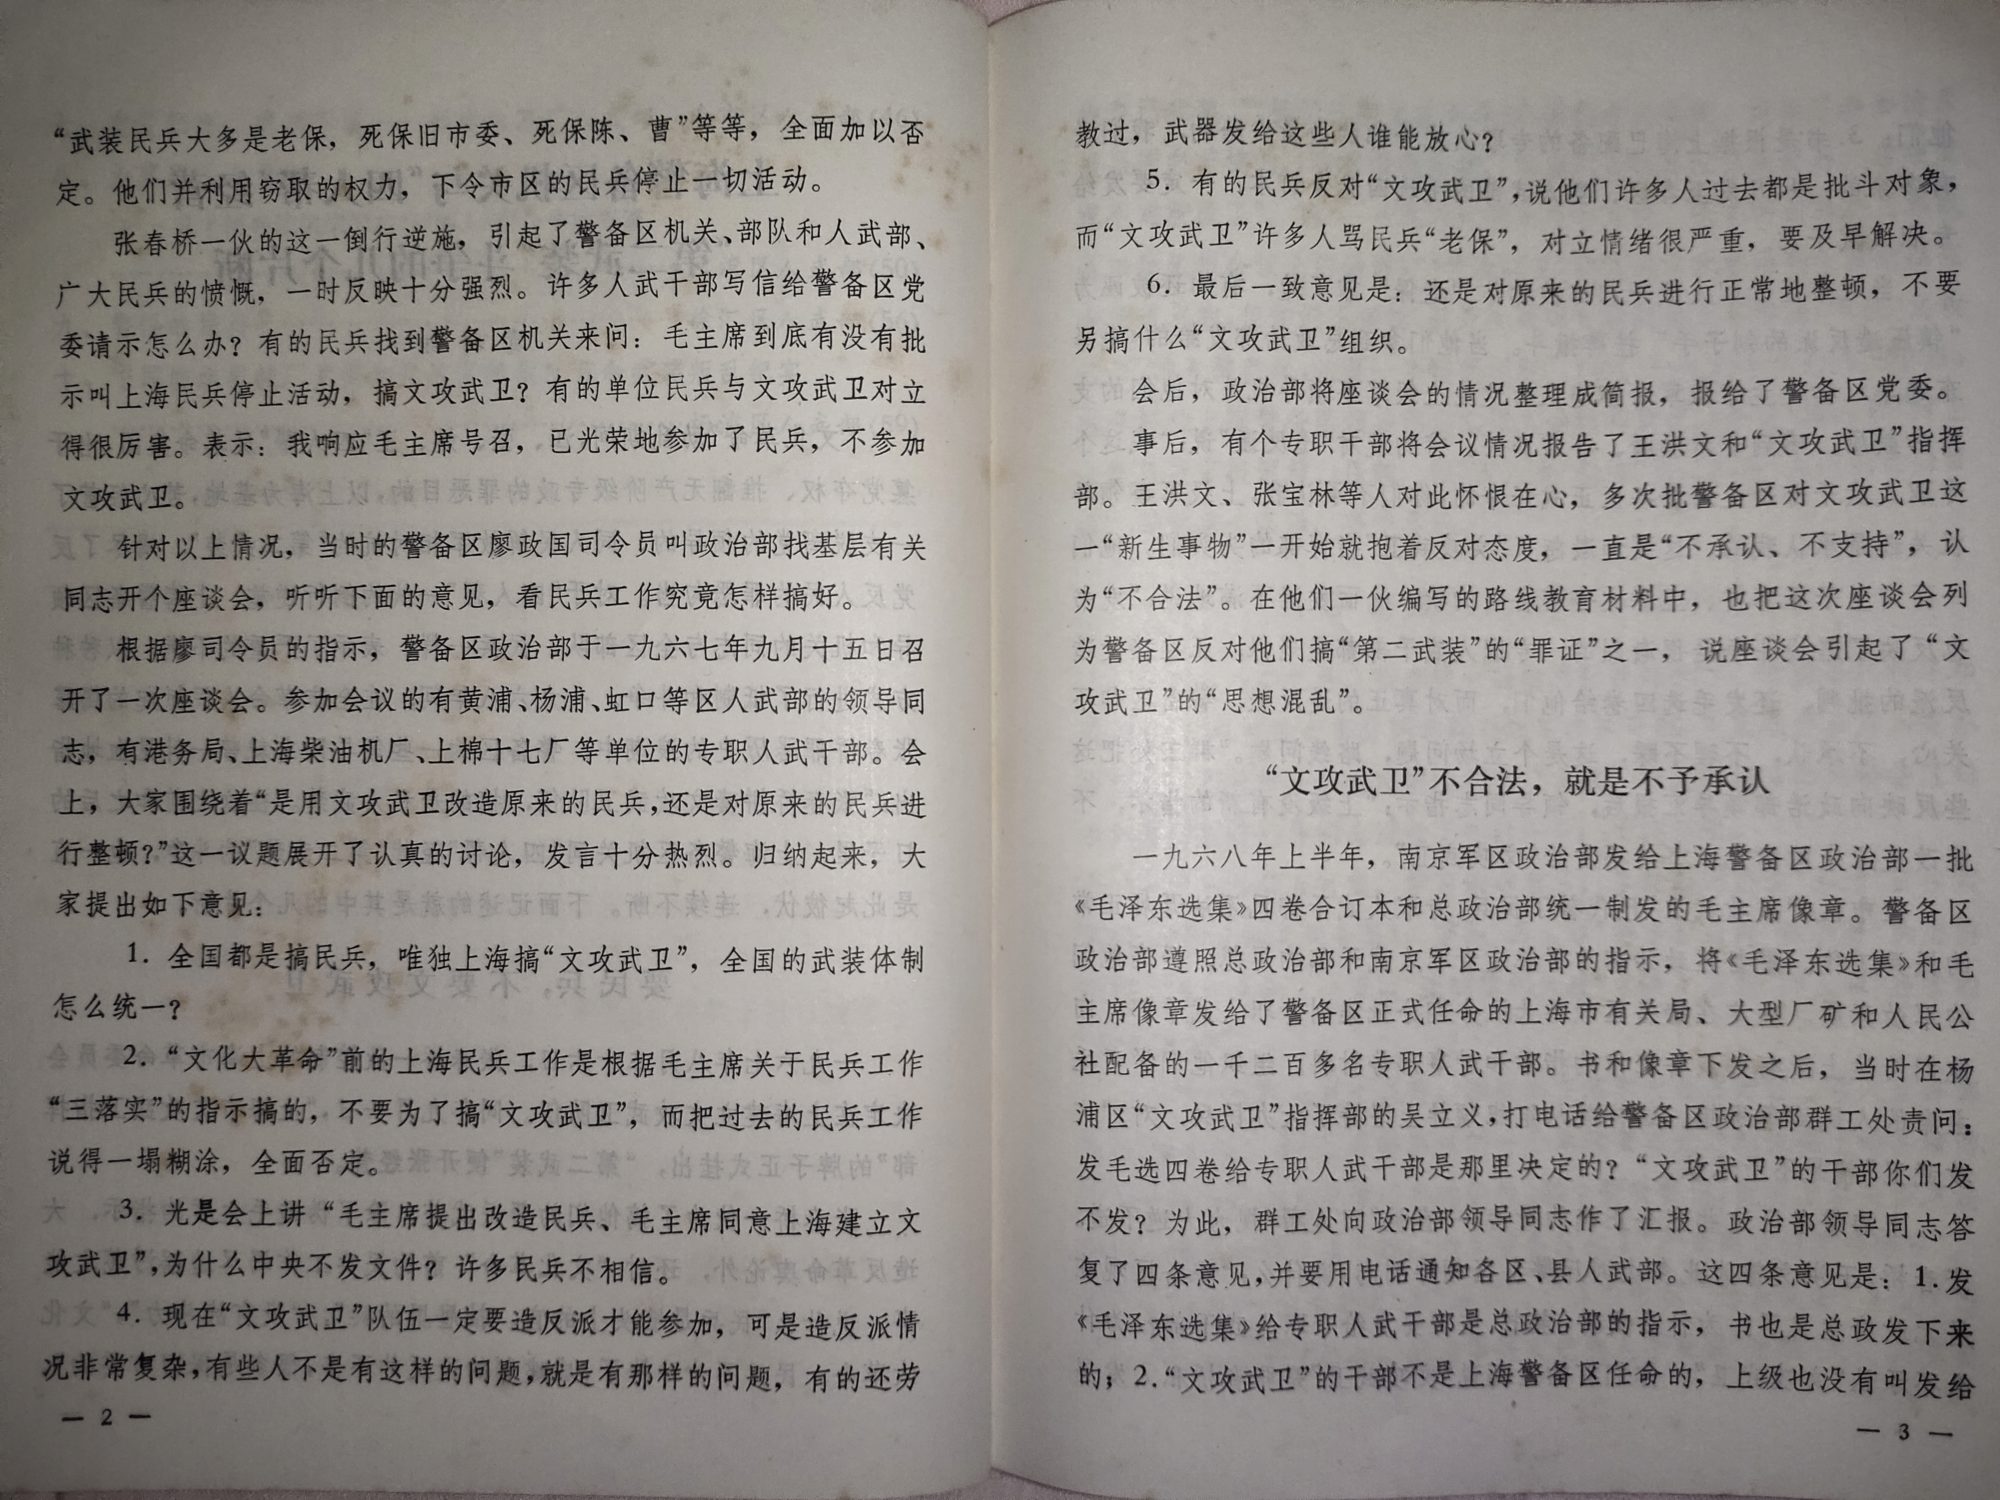 “武装民兵大多是老保，死保旧市委、死保陈、曹”等等，全面加以否
定。他们并利用窃取的权力，下令市区的民兵停止一切活动。
张春桥一伙的这一倒行逆施，引起了警备区机关、部队和人武部、
广大民兵的愤慨，一时反映十分强烈。许多人武干部写信给警备区党
委请示怎么办？有的民兵找到警备区机关来问：毛主席到底有没有批
示叫上海民兵停止活动，搞文攻武卫？有的单位民兵与文攻武卫对立
得很厉害。表示：我响应毛主席号召，已光荣地参加了民兵，不参加
文攻武卫。
针对以上情况，当时的警备区廖政国司令员叫政治部找基层有关
同志开个座谈会，听听下面的意见，看民兵工作究竟怎样搞好。
根据廖司令员的指示，警备区政治部于一九六七年九月十五日召
开了一次座谈会。参加会议的有黄浦、杨浦、虹口等区人武部的领导同
志，有港务局、上海柴油机厂、上棉十七厂等单位的专职人武干部。会
上，大家围绕着“是用文攻武卫改造原来的民兵，还是对原来的民兵进
行整顿？”这一议题展开了认真的讨论，发言十分热烈。归纳起来，大
家提出如下意见：
1．全国都是搞民兵，唯独上海搞“文攻武卫”，全国的武装体制
怎么统一？
2．“文化大革命”前的上海民兵工作是根据毛主席关于民兵工作
“三落实”的指示搞的，不要为了搞“文攻武卫”，而把过去的民兵工作
说得一塌糊涂，全面否定。
3．光是会上讲“毛主席提出改造民兵、毛主席同意上海建立文
攻武卫”，为什么中央不发文件？许多民兵不相信。
4．现在“文攻武卫”队伍一定要造反派才能参加，可是造反派情
况非常复杂，有些人不是有这样的问题，就是有那样的问题，有的还劳
— 2 —
教过，武器发给这些人谁能放心？
5．有的民兵反对“文攻武卫”，说他们许多人过去都是批斗对象，
而“文攻武卫”许多人骂民兵“老保”，对立情绪很严重，要及早解决。
6．最后一致意见是：还是对原来的民兵进行正常地整顿，不要
另搞什么“文攻武卫”组织。
会后，政治部将座谈会的情况整理成简报，报给了警备区党委。
事后，有个专职干部将会议情况报告了王洪文和“文攻武卫”指挥
部。王洪文、张宝林等人对此怀恨在心，多次批警备区对文攻武卫这
一“新生事物”一开始就抱着反对态度，一直是“不承认、不支持”，认
为“不合法”。在他们一伙编写的路线教育材料中，也把这次座谈会列
为警备区反对他们搞“第二武装”的“罪证”之一，说座谈会引起了“文
攻武卫”的“思想混乱”。
“文攻武卫”不合法，就是不予承认
一九六八年上半年，南京军区政治部发给上海警备区政治部一批
《毛泽东选集》四卷合订本和总政治部统一制发的毛主席像章。警备区
政治部遵照总政治部和南京军区政治部的指示，将《毛泽东选集》和毛
主席像章发给了警备区正式任命的上海市有关局、大型厂矿和人民公
社配备的一千二百多名专职人武干部。书和像章下发之后，当时在杨
浦区“文攻武卫”指挥部的吴立义，打电话给警备区政治部群工处责问：
发毛选四卷给专职人武干部是那里决定的？“文攻武卫”的干部你们发
不发？为此，群工处向政治部领导同志作了汇报。政治部领导同志答
复了四条意见，并要用电话通知各区、县人武部。这四条意见是：1．发
《毛泽东选集》给专职人武干部是总政治部的指示，书也是总政发下来
的；2．“文攻武卫”的干部不是上海警备区任命的，上级也没有叫发给
— 3 —